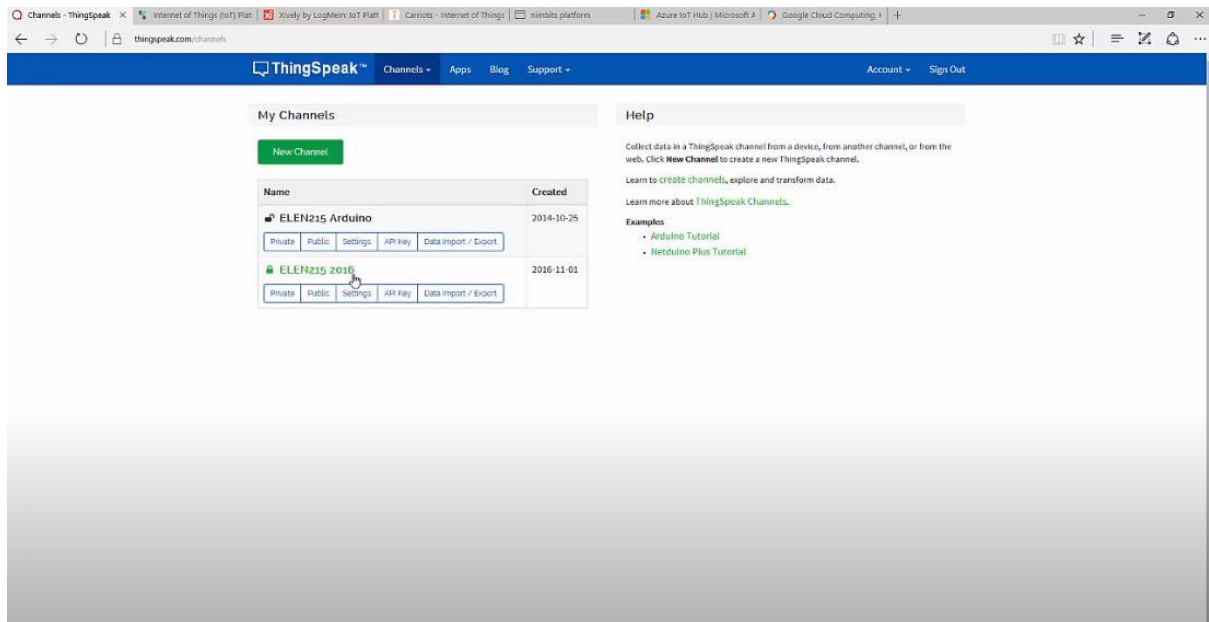 Channels - ThingSpeak
Internet of Things (IoT) Plat
Xively by LogMeIn: IoT Platf
Carriots - Internet of Things
nimbits platform
Azure IoT Hub | Microsoft A
Google Cloud Computing, H
thingspeak.com/channels
ThingSpeak™ Channels Apps Blog Support Account Sign Out
My Channels
New Channel
Name Created
ELEN215 Arduino 2014-10-25
Private Public Settings API Key Data Import / Export
ELEN215 2016 2016-11-01
Private Public Settings API Key Data Import / Export
Help
Collect data in a ThingSpeak channel from a device, from another channel, or from the
web. Click New Channel to create a new ThingSpeak channel.
Learn to create channels, explore and transform data.
Learn more about ThingSpeak Channels.
Examples
• Arduino Tutorial
• Netduino Plus Tutorial